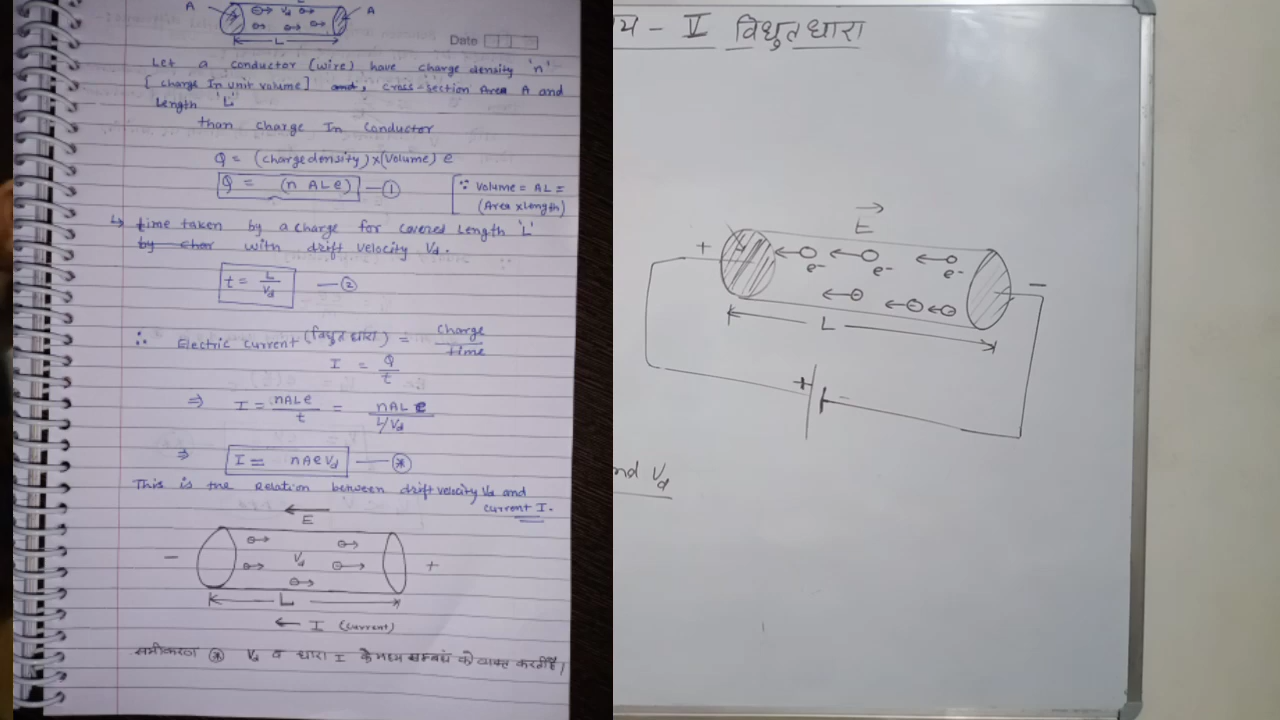 A
A
Vd
L
Date
Let a conductor (wire) have charge density 'n'
[charge In unit volume] and, cross-section Area A and
length 'L'
than charge In conductor
Q = (charge density)x(Volume) e
Q = (n ALe) —①
∵ Volume = AL =
(Area x Length)
↳ time taken by a charge for covered Length 'L'
by char with drift velocity Vd.
t = L/Vd —②
∴ Electric current (विधुत धारा) = charge/time
I = Q/t
⇒ I = nALe/t = nALe/(L/Vd)
⇒ I = nAeVd —⊛
This is the Relation between drift velocity Vd and
current I.
E
− Vd +
L
← I (current)
समीकरण ⊛ Vd व धारा I के मध्य सम्बंध को व्यक्त करती है।
य - V विधुत धारा
E
+
e- e- e-
−
L
+ -
nd Vd